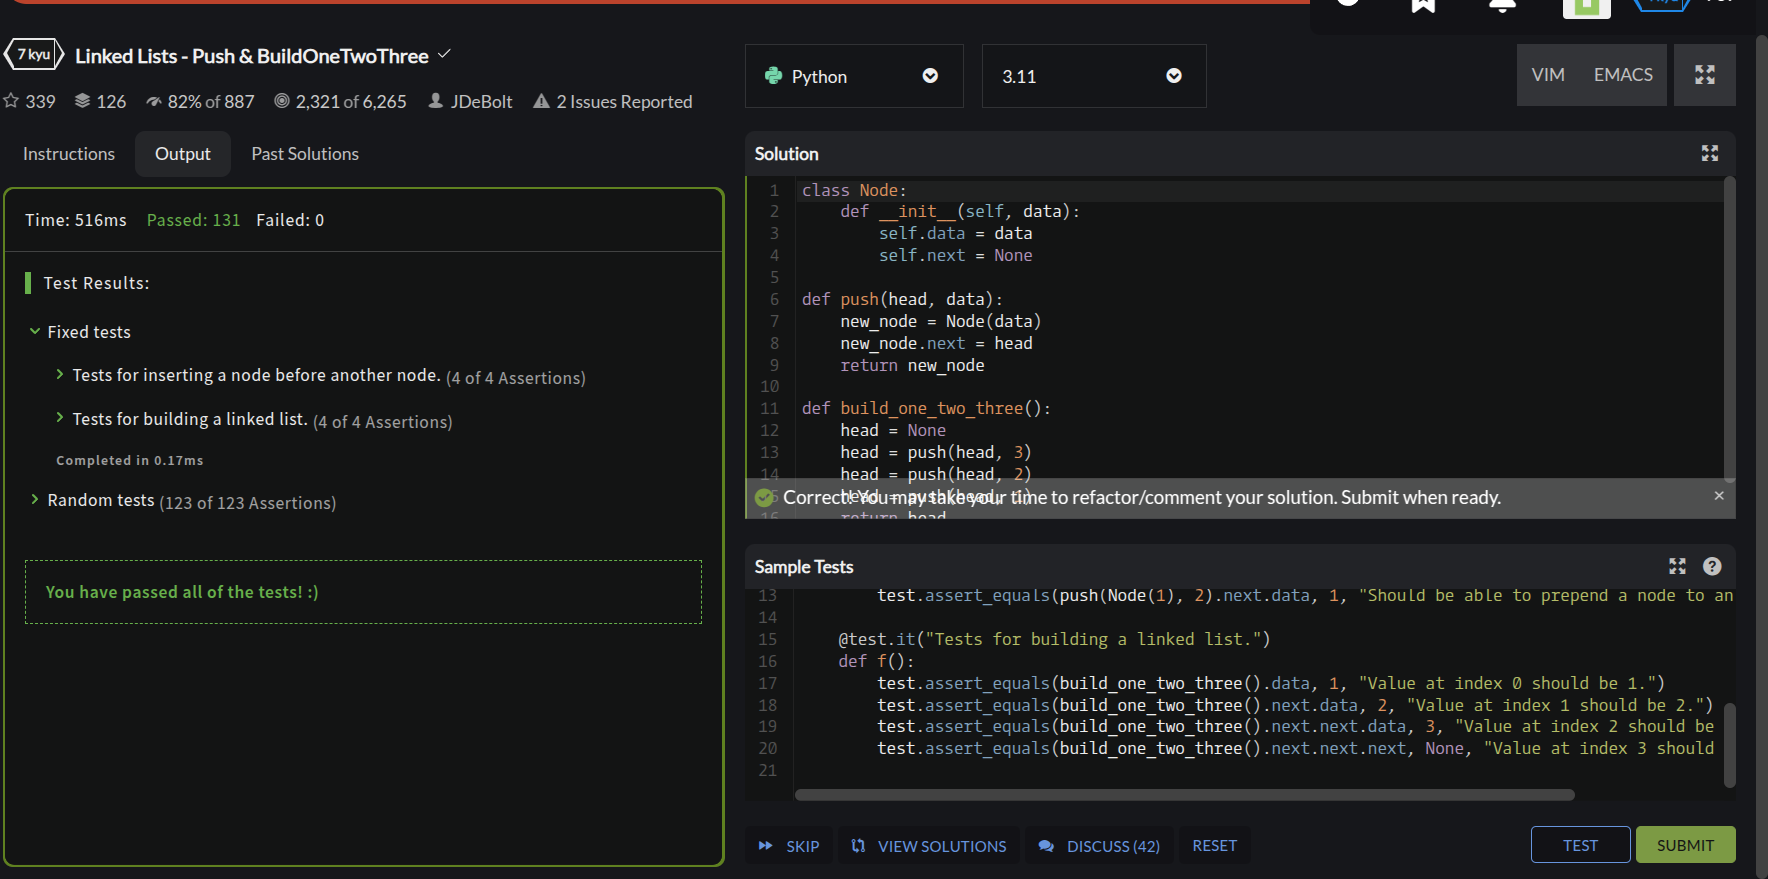 7 kyu
Linked Lists - Push & BuildOneTwoThree
339 126 82% of 887 2,321 of 6,265 JDeBolt 2 Issues Reported
Instructions Output Past Solutions
Time: 516ms Passed: 131 Failed: 0
Test Results:
Fixed tests
Tests for inserting a node before another node. (4 of 4 Assertions)
Tests for building a linked list. (4 of 4 Assertions)
Completed in 0.17ms
Random tests (123 of 123 Assertions)
You have passed all of the tests! :)
Python 3.11 VIM EMACS
Solution
1 class Node:
2     def __init__(self, data):
3         self.data = data
4         self.next = None
5
6 def push(head, data):
7     new_node = Node(data)
8     new_node.next = head
9     return new_node
10
11 def build_one_two_three():
12     head = None
13     head = push(head, 3)
14     head = push(head, 2)
Correct! You may take your time to refactor/comment your solution. Submit when ready.
16     return head
Sample Tests
13         test.assert_equals(push(Node(1), 2).next.data, 1, "Should be able to prepend a node to an
14
15     @test.it("Tests for building a linked list.")
16     def f():
17         test.assert_equals(build_one_two_three().data, 1, "Value at index 0 should be 1.")
18         test.assert_equals(build_one_two_three().next.data, 2, "Value at index 1 should be 2.")
19         test.assert_equals(build_one_two_three().next.next.data, 3, "Value at index 2 should be
20         test.assert_equals(build_one_two_three().next.next.next, None, "Value at index 3 should
21
SKIP VIEW SOLUTIONS DISCUSS (42) RESET TEST SUBMIT